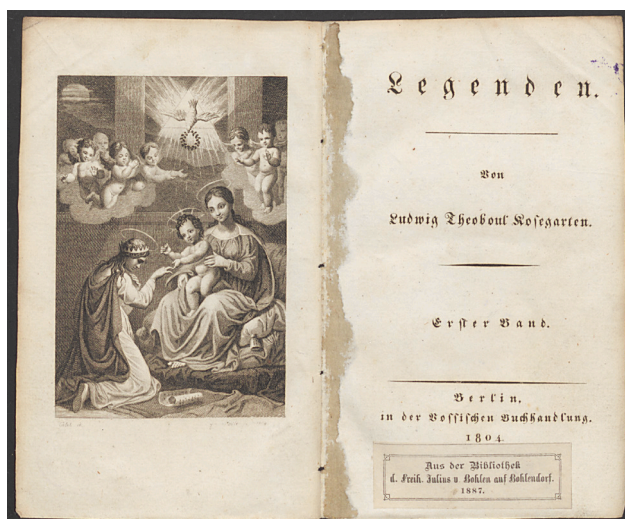 Legenden.
Von
Ludwig Theoboul Kosegarten.
Erster Band.
Berlin,
in der Vossischen Buchhandlung.
1804
Aus der Bibliothek
d. Freih. Julius v Bohlen auf Bohlendorf.
1887.